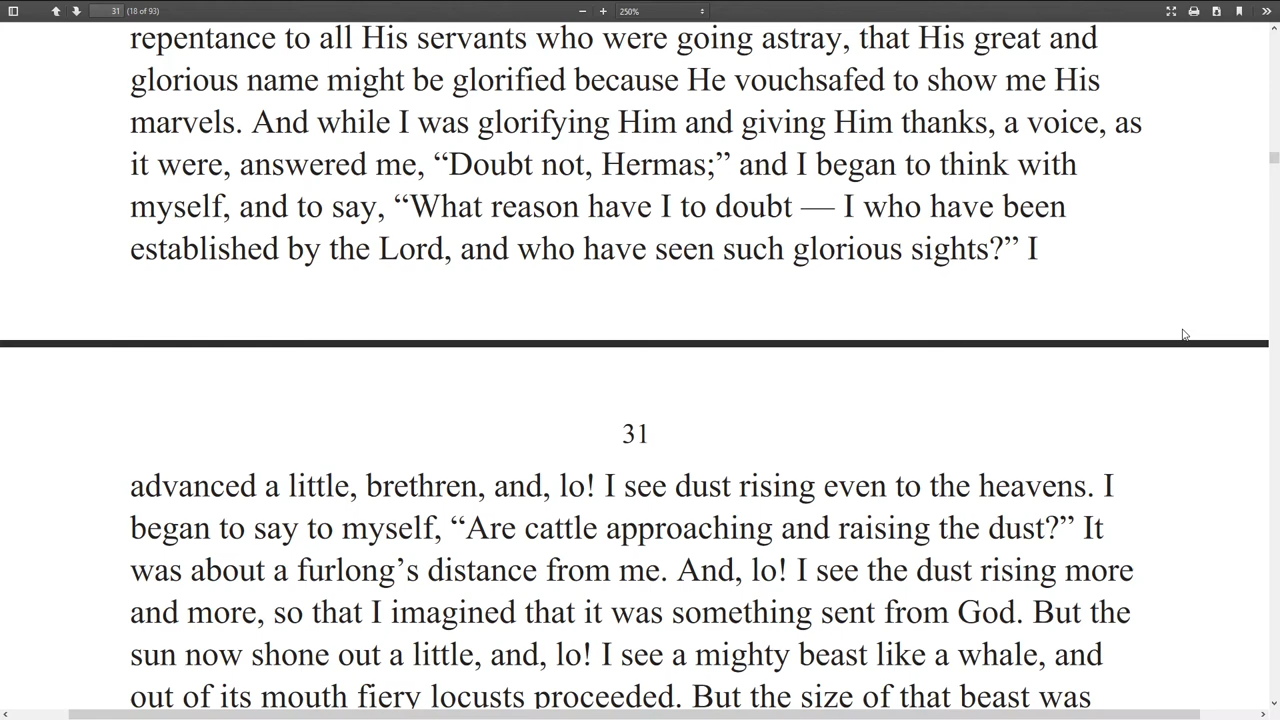 31 (18 of 93) 250%
repentance to all His servants who were going astray, that His great and
glorious name might be glorified because He vouchsafed to show me His
marvels. And while I was glorifying Him and giving Him thanks, a voice, as
it were, answered me, “Doubt not, Hermas;” and I began to think with
myself, and to say, “What reason have I to doubt — I who have been
established by the Lord, and who have seen such glorious sights?” I
31
advanced a little, brethren, and, lo! I see dust rising even to the heavens. I
began to say to myself, “Are cattle approaching and raising the dust?” It
was about a furlong’s distance from me. And, lo! I see the dust rising more
and more, so that I imagined that it was something sent from God. But the
sun now shone out a little, and, lo! I see a mighty beast like a whale, and
out of its mouth fiery locusts proceeded. But the size of that beast was